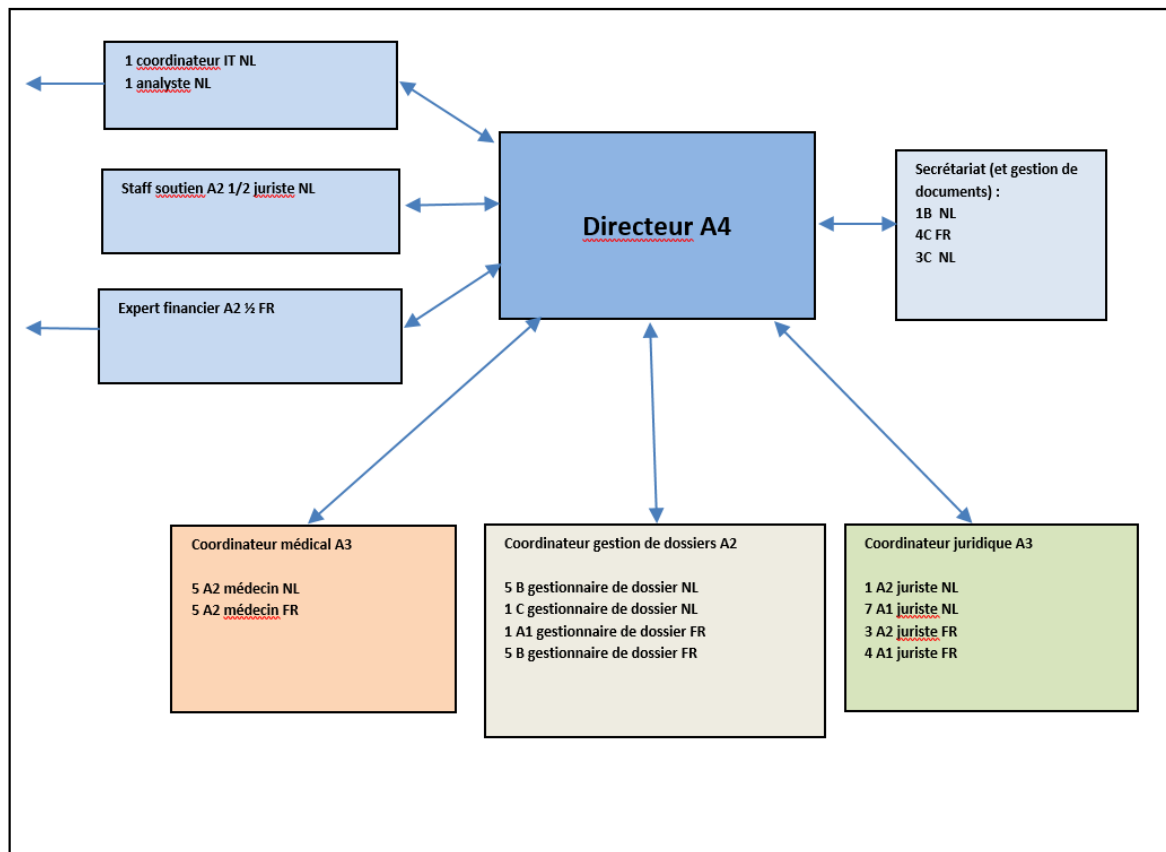 1 coordinateur IT NL
1 analyste NL
Staff soutien A2 1/2 juriste NL
Expert financier A2 ½ FR
Directeur A4
Secrétariat (et gestion de
documents) :
1B NL
4C FR
3C NL
Coordinateur médical A3
5 A2 médecin NL
5 A2 médecin FR
Coordinateur gestion de dossiers A2
5 B gestionnaire de dossier NL
1 C gestionnaire de dossier NL
1 A1 gestionnaire de dossier FR
5 B gestionnaire de dossier FR
Coordinateur juridique A3
1 A2 juriste NL
7 A1 juriste NL
3 A2 juriste FR
4 A1 juriste FR